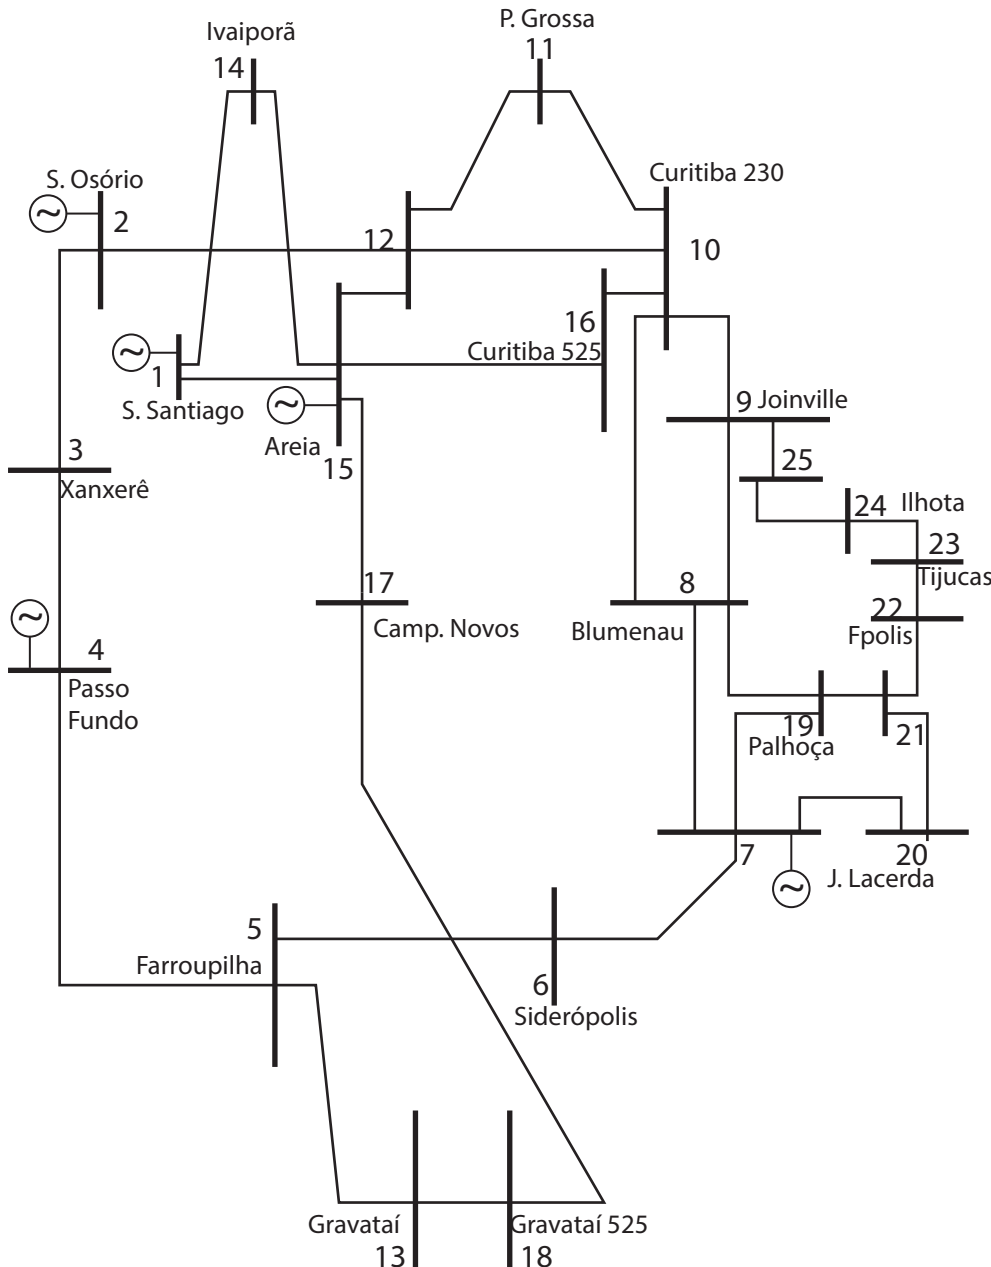 P. Grossa
11
Ivaiporã
14
S. Osório
2
Curitiba 230
12
10
16
Curitiba 525
1
S. Santiago
Areia
15
9 Joinville
3
Xanxerê
25
24 Ilhota
23
Tijucas
17
Camp. Novos
8
Blumenau
22
Fpolis
4
Passo
Fundo
19
Palhoça
21
7
20
J. Lacerda
5
Farroupilha
6
Siderópolis
Gravataí
13
Gravataí 525
18